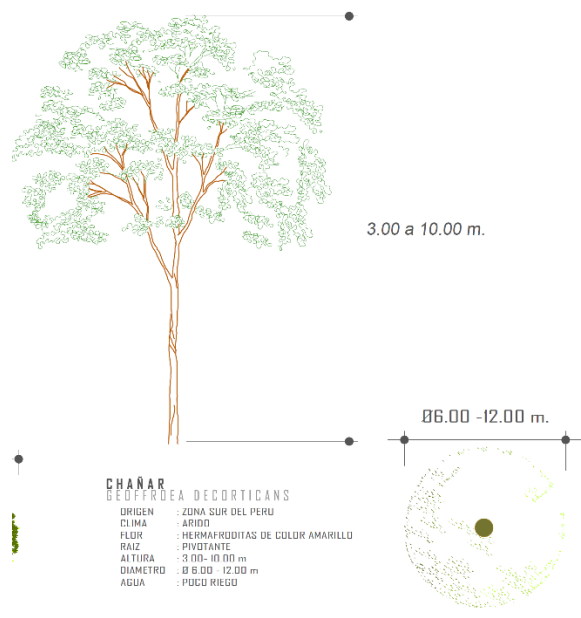 3.00 a 10.00 m.
Ø6.00 -12.00 m.
CHAÑAR
GEOFFROEA DECORTICANS
ORIGEN : ZONA SUR DEL PERU
CLIMA : ARIDO
FLOR : HERMAFRODITAS DE COLOR AMARILLO
RAIZ : PIVOTANTE
ALTURA : 3.00- 10.00 m
DIAMETRO : Ø 6.00 - 12.00 m
AGUA : POCO RIEGO